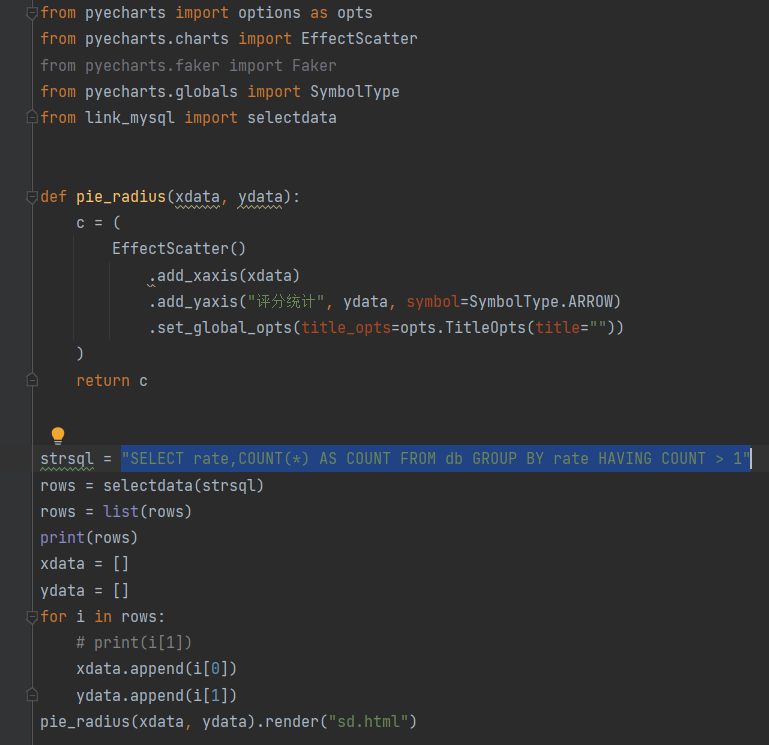 from pyecharts import options as opts
from pyecharts.charts import EffectScatter
from pyecharts.faker import Faker
from pyecharts.globals import SymbolType
from link_mysql import selectdata
def pie_radius(xdata, ydata):
    c = (
        EffectScatter()
            .add_xaxis(xdata)
            .add_yaxis("评分统计", ydata, symbol=SymbolType.ARROW)
            .set_global_opts(title_opts=opts.TitleOpts(title=""))
    )
    return c
strsql = "SELECT rate,COUNT(*) AS COUNT FROM db GROUP BY rate HAVING COUNT > 1"
rows = selectdata(strsql)
rows = list(rows)
print(rows)
xdata = []
ydata = []
for i in rows:
    # print(i[1])
    xdata.append(i[0])
    ydata.append(i[1])
pie_radius(xdata, ydata).render("sd.html")